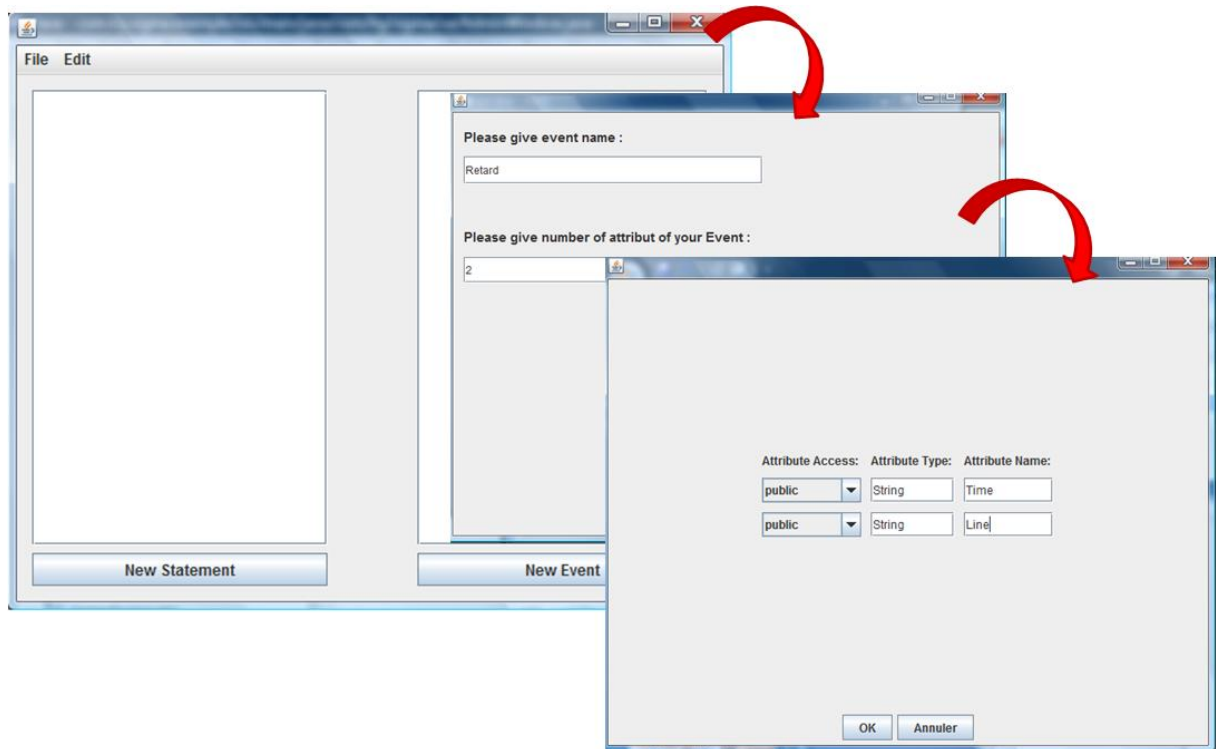 File Edit
Please give event name :
Retard
Please give number of attribut of your Event :
2
Attribute Access: Attribute Type: Attribute Name:
public String Time
public String Line
New Statement
New Event
OK Annuler